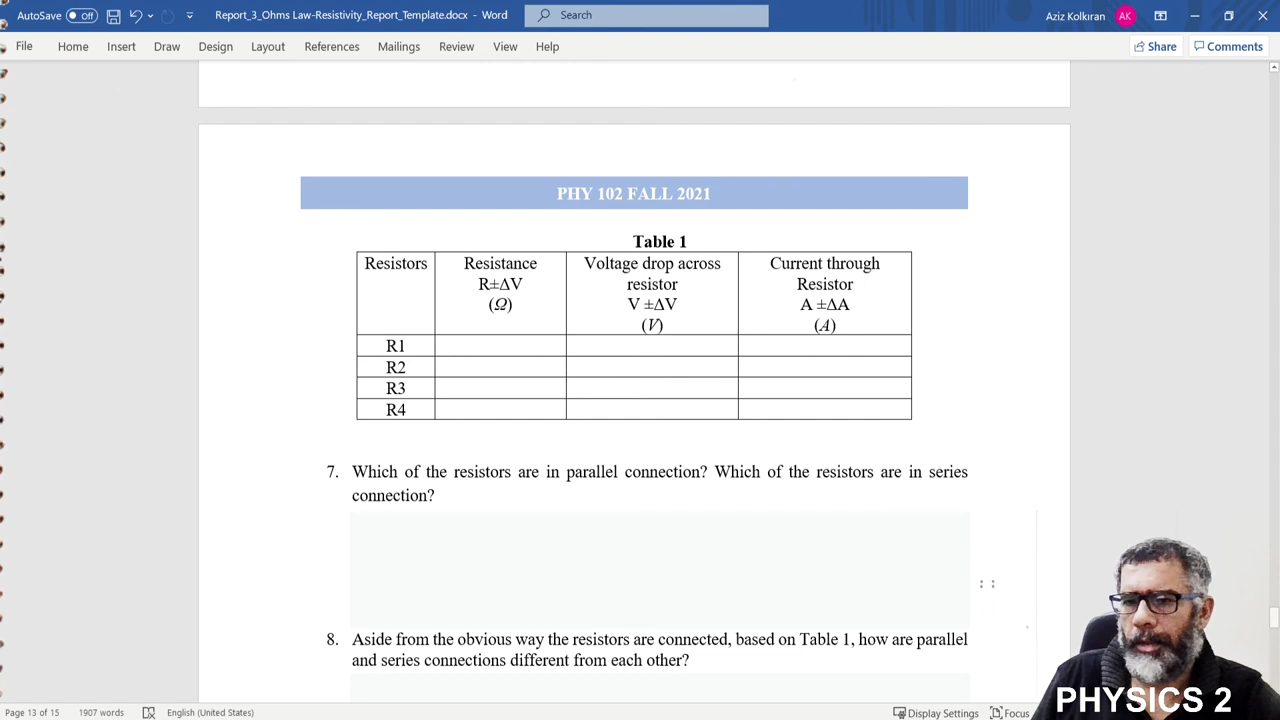 AutoSave Off Report_3_Ohms Law-Resistivity_Report_Template.docx - Word Search Aziz Kolkıran AK
File Home Insert Draw Design Layout References Mailings Review View Help Share Comments
PHY 102 FALL 2021
Table 1
Resistors Resistance Voltage drop across Current through
R±ΔV resistor Resistor
(Ω) V ±ΔV A ±ΔA
(V) (A)
R1
R2
R3
R4
7. Which of the resistors are in parallel connection? Which of the resistors are in series
connection?
8. Aside from the obvious way the resistors are connected, based on Table 1, how are parallel
and series connections different from each other?
PHYSICS 2
Page 13 of 15 1907 words English (United States) Display Settings Focus